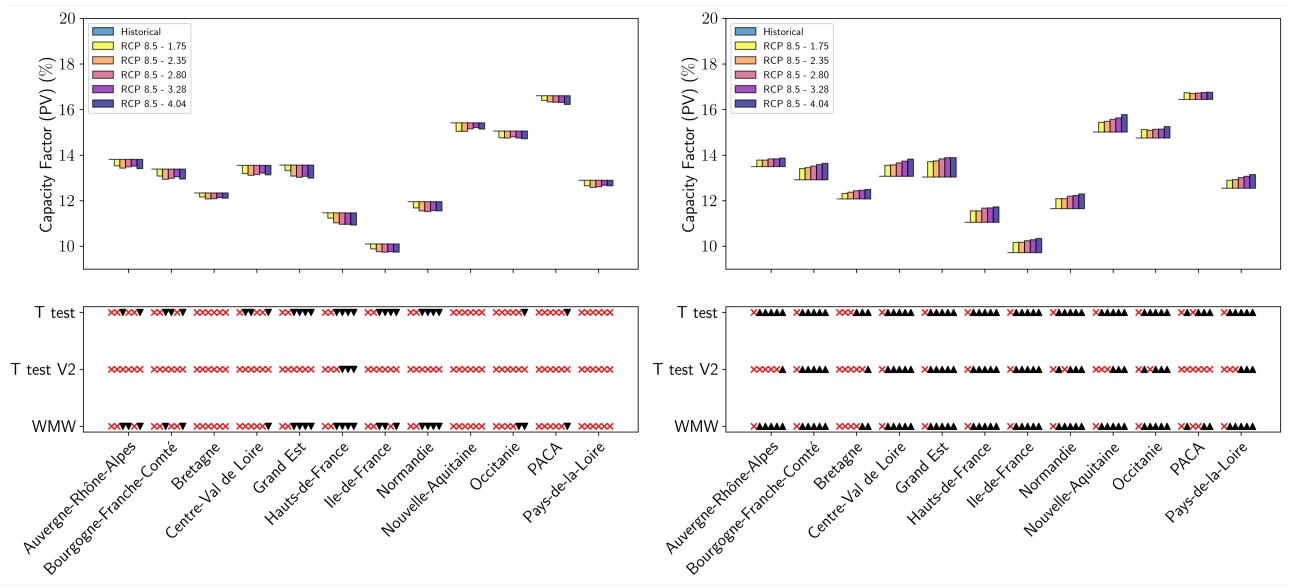 20
18
16
14
12
10
Capacity Factor (PV) (%)
Historical
RCP 8.5 - 1.75
RCP 8.5 - 2.35
RCP 8.5 - 2.80
RCP 8.5 - 3.28
RCP 8.5 - 4.04
T test
T test V2
WMW
Auvergne-Rhône-Alpes
Bourgogne-Franche-Comté
Bretagne
Centre-Val de Loire
Grand Est
Hauts-de-France
Ile-de-France
Normandie
Nouvelle-Aquitaine
Occitanie
PACA
Pays-de-la-Loire
20
18
16
14
12
10
Capacity Factor (PV) (%)
Historical
RCP 8.5 - 1.75
RCP 8.5 - 2.35
RCP 8.5 - 2.80
RCP 8.5 - 3.28
RCP 8.5 - 4.04
T test
T test V2
WMW
Auvergne-Rhône-Alpes
Bourgogne-Franche-Comté
Bretagne
Centre-Val de Loire
Grand Est
Hauts-de-France
Ile-de-France
Normandie
Nouvelle-Aquitaine
Occitanie
PACA
Pays-de-la-Loire